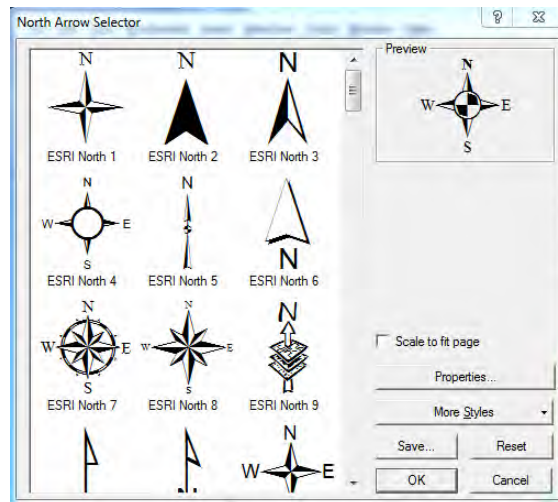 North Arrow Selector
N N N
ESRI North 1 ESRI North 2 ESRI North 3
N N
W E
S
N
ESRI North 4 ESRI North 5 ESRI North 6
N N N
W E W E
S S
ESRI North 7 ESRI North 8 ESRI North 9
N
W E
N
Preview
N
W E
S
Scale to fit page
Properties...
More Styles
Save... Reset
OK Cancel